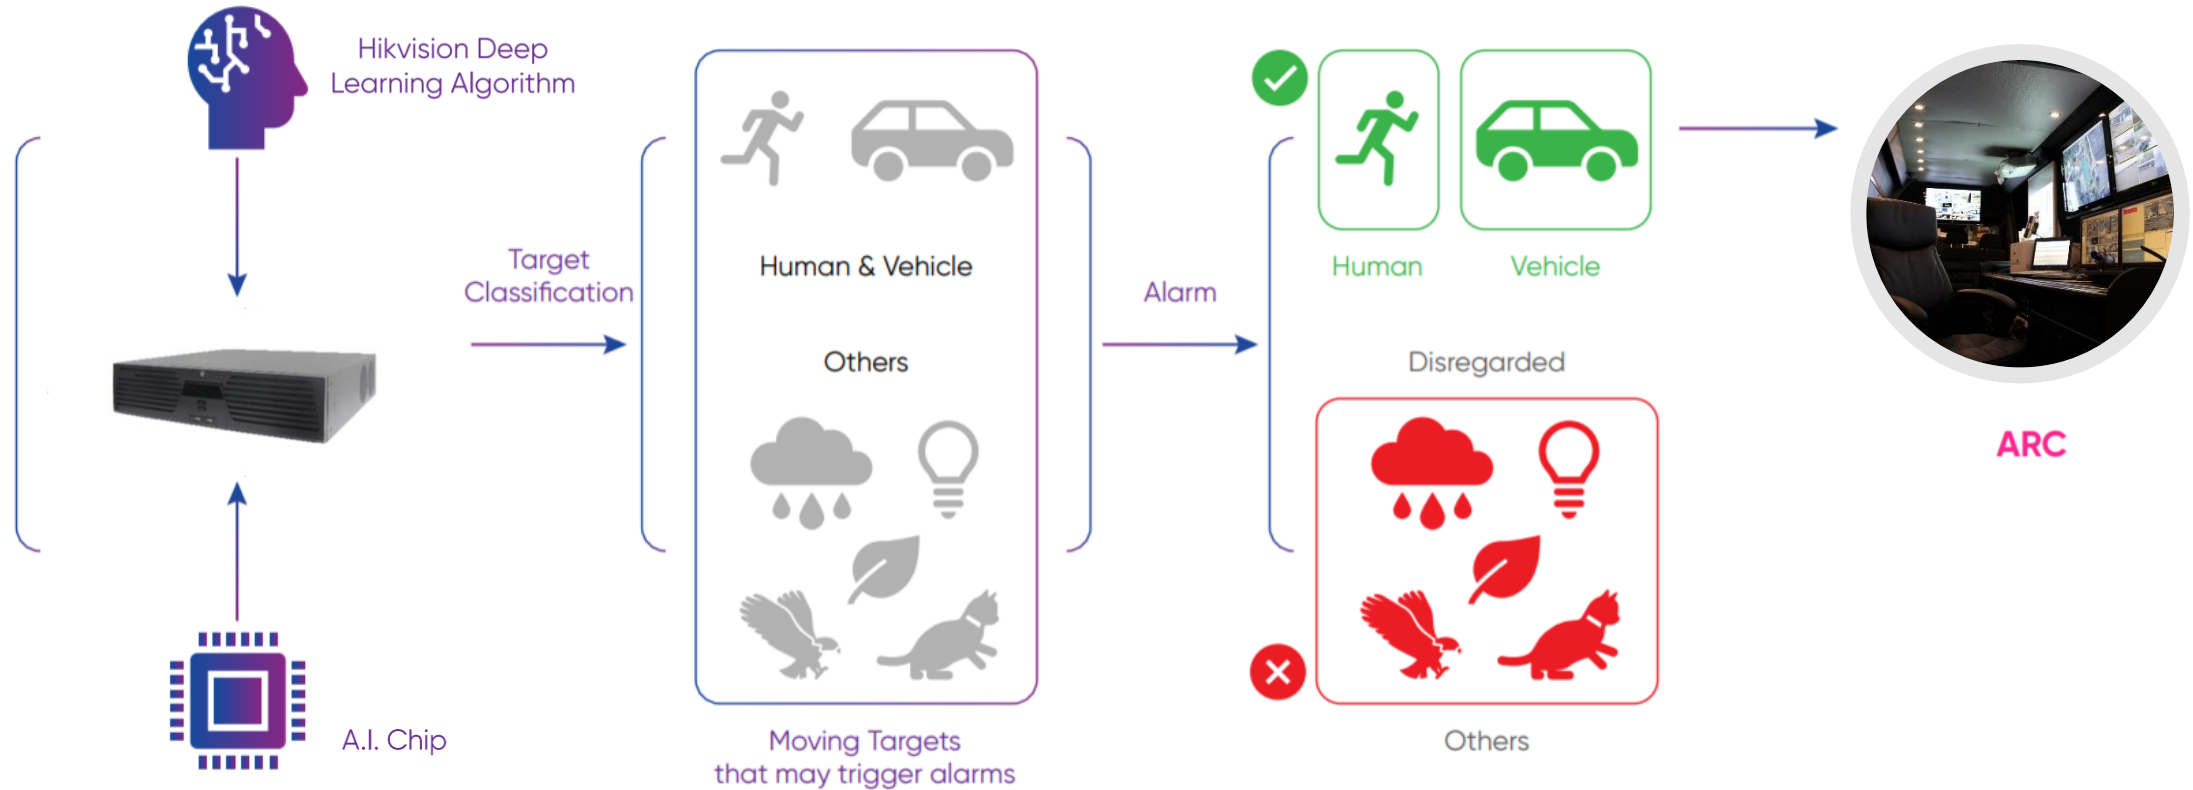 Hikvision Deep
Learning Algorithm
A.I. Chip
Target
Classification
Human & Vehicle
Others
Moving Targets
that may trigger alarms
Alarm
Human
Vehicle
Disregarded
Others
ARC